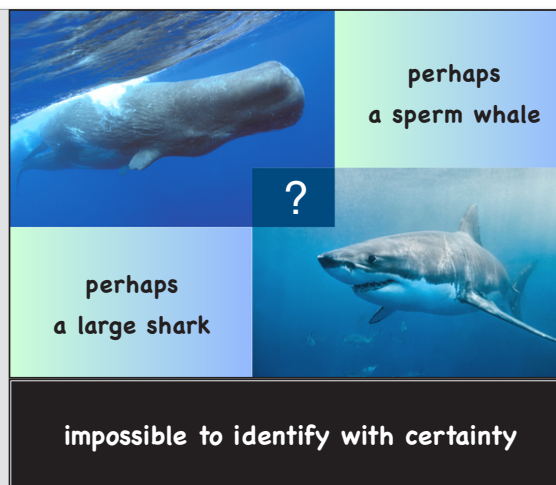 perhaps
a sperm whale
?
perhaps
a large shark
impossible to identify with certainty